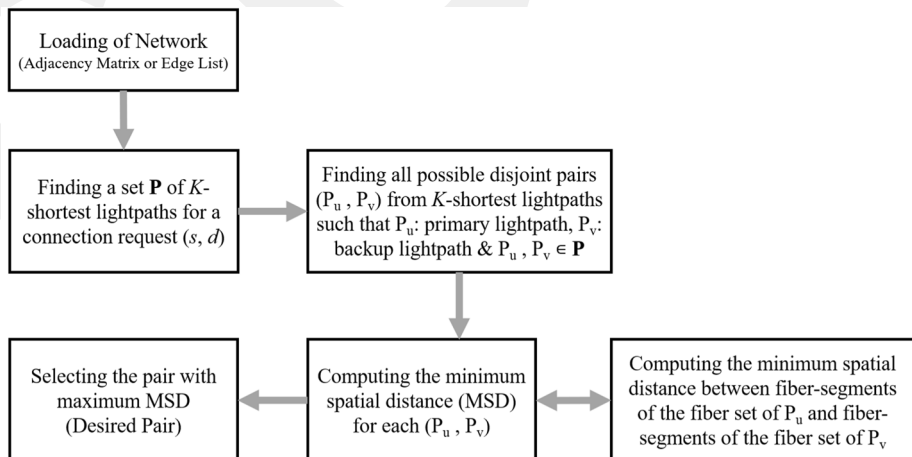 Loading of Network
(Adjacency Matrix or Edge List)
Finding a set P of K-
shortest lightpaths for a
connection request (s, d)
Finding all possible disjoint pairs
(Pu , Pv) from K-shortest lightpaths
such that Pu: primary lightpath, Pv:
backup lightpath & Pu , Pv ∈ P
Selecting the pair with
maximum MSD
(Desired Pair)
Computing the minimum
spatial distance (MSD)
for each (Pu , Pv)
Computing the minimum spatial
distance between fiber-segments
of the fiber set of Pu and fiber-
segments of the fiber set of Pv